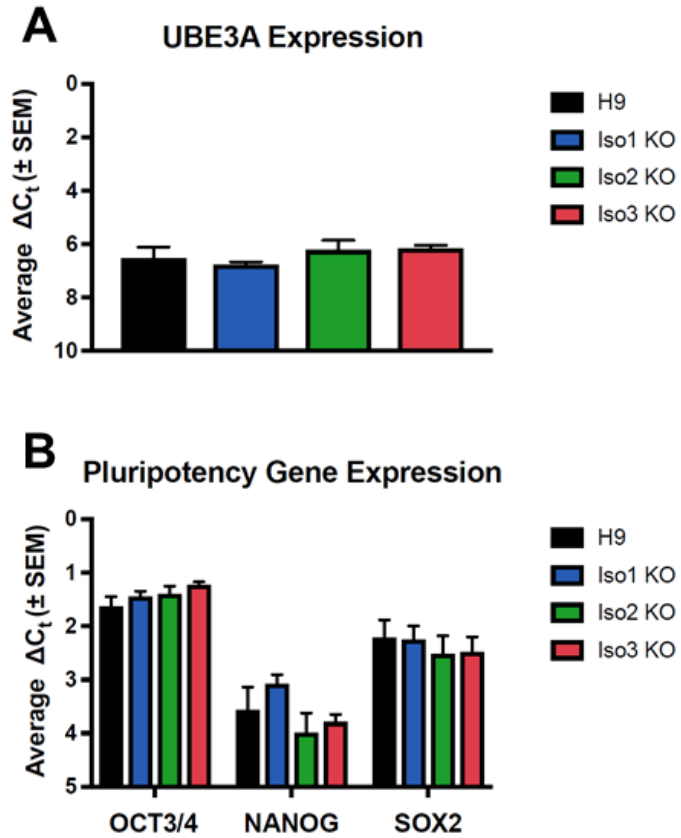 A
UBE3A Expression
Average ΔCt (± SEM)
0
2
4
6
8
10
H9
Iso1 KO
Iso2 KO
Iso3 KO
B
Pluripotency Gene Expression
Average ΔCt (± SEM)
0
1
2
3
4
5
OCT3/4 NANOG SOX2
H9
Iso1 KO
Iso2 KO
Iso3 KO